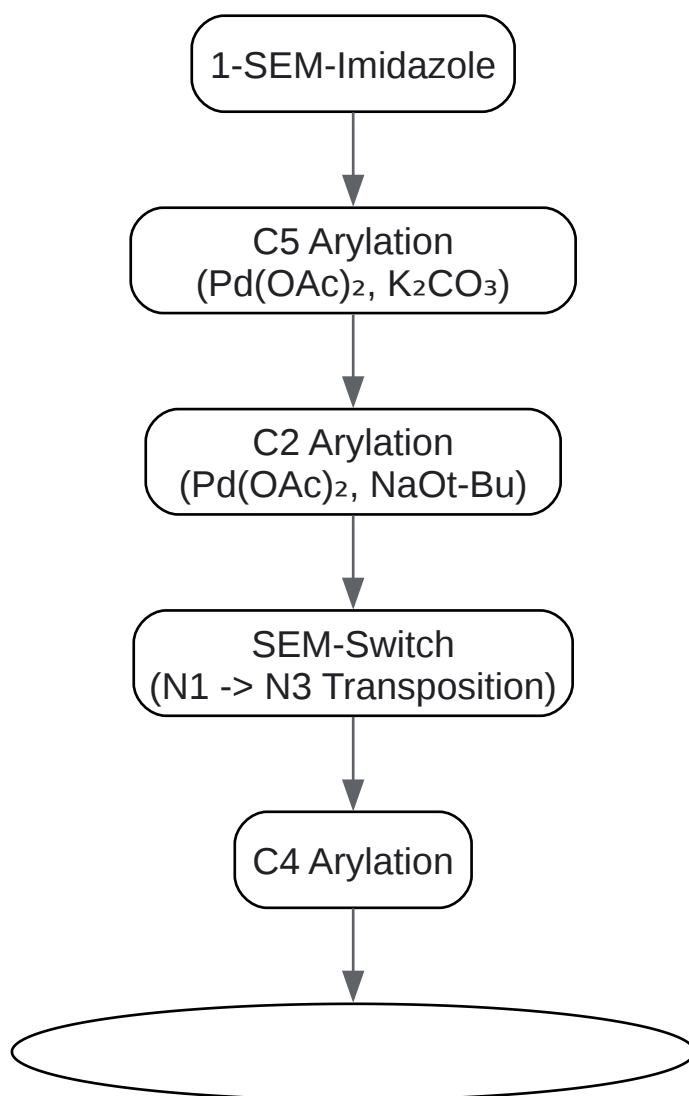 1-SEM-Imidazole
C5 Arylation
(Pd(OAc)₂, K₂CO₃)
C2 Arylation
(Pd(OAc)₂, NaOt-Bu)
SEM-Switch
(N1 -> N3 Transposition)
C4 Arylation